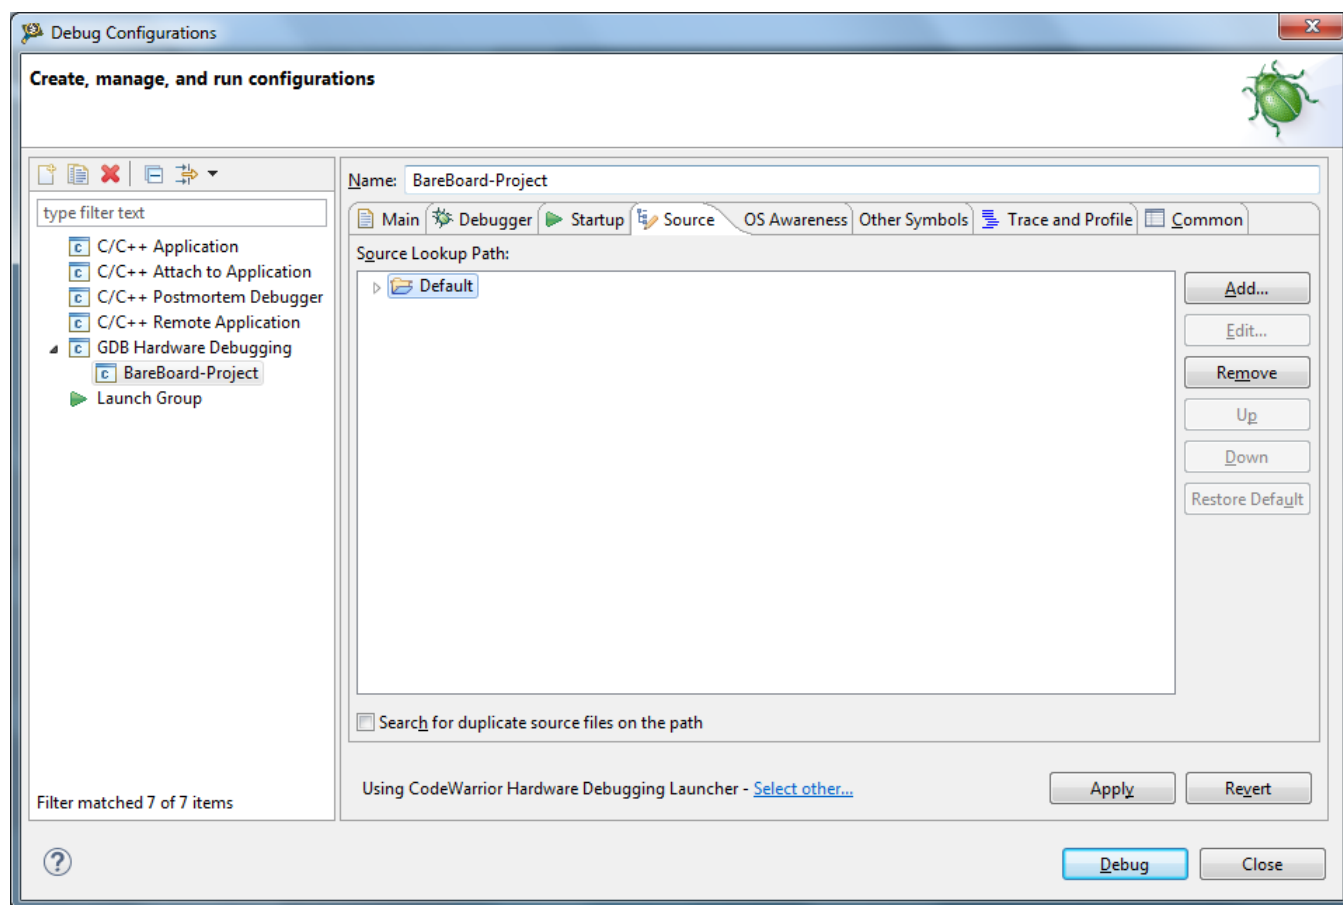 Debug Configurations
x
Create, manage, and run configurations
type filter text
C/C++ Application
C/C++ Attach to Application
C/C++ Postmortem Debugger
C/C++ Remote Application
GDB Hardware Debugging
BareBoard-Project
Launch Group
Filter matched 7 of 7 items
Name: BareBoard-Project
Main Debugger Startup Source OS Awareness Other Symbols Trace and Profile Common
Source Lookup Path:
Default
Add...
Edit...
Remove
Up
Down
Restore Default
Search for duplicate source files on the path
Using CodeWarrior Hardware Debugging Launcher - Select other...
Apply Revert
? Debug Close